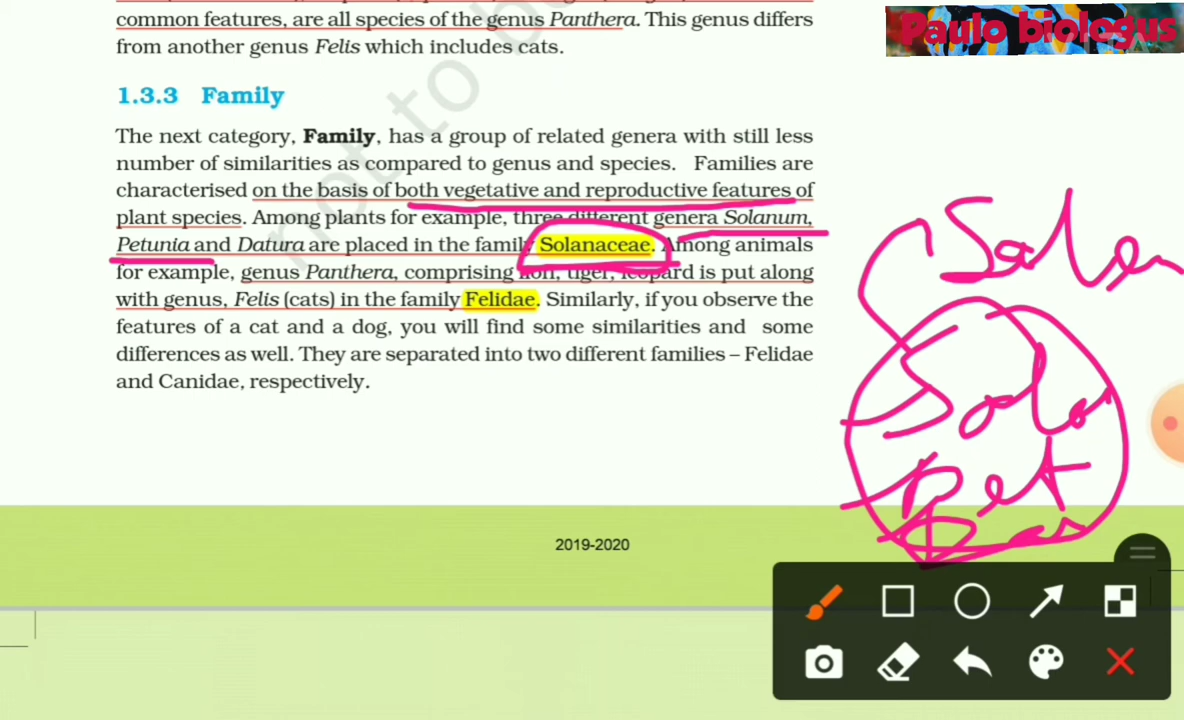 common features, are all species of the genus Panthera. This genus differs
from another genus Felis which includes cats.
Paulo biologus
1.3.3 Family
The next category, Family, has a group of related genera with still less
number of similarities as compared to genus and species. Families are
characterised on the basis of both vegetative and reproductive features of
plant species. Among plants for example, three different genera Solanum,
Petunia and Datura are placed in the family Solanaceae. Among animals
for example, genus Panthera, comprising lion, tiger, leopard is put along
with genus, Felis (cats) in the family Felidae. Similarly, if you observe the
features of a cat and a dog, you will find some similarities and some
differences as well. They are separated into two different families – Felidae
and Canidae, respectively.
not to b
Solan
Pet
2019-2020